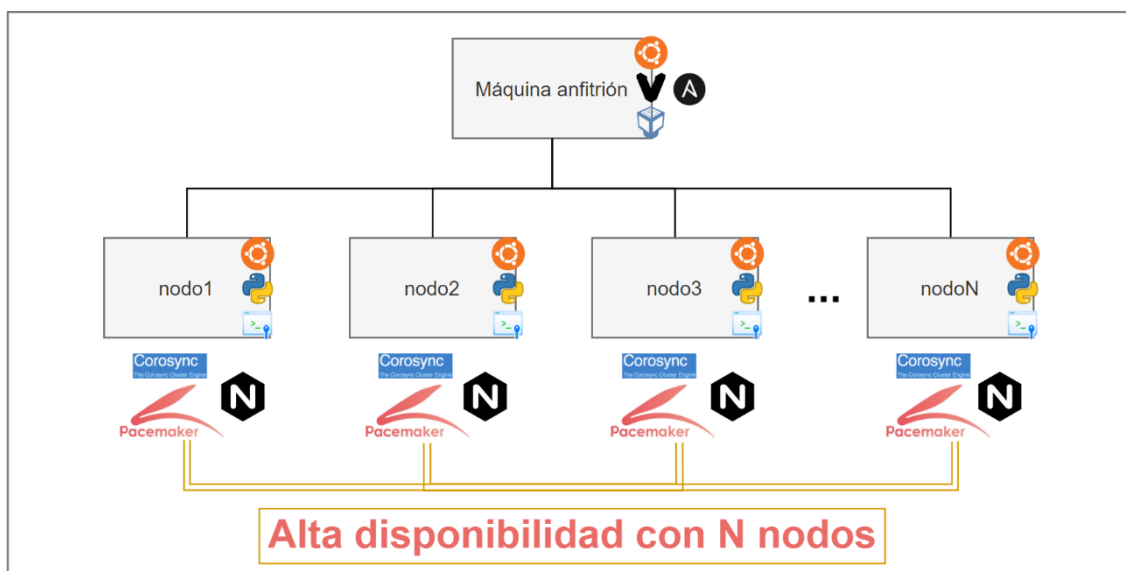 Máquina anfitrión
nodo1
nodo2
nodo3
...
nodoN
Corosync
The Corosync Cluster Engine
Pacemaker
N
Corosync
The Corosync Cluster Engine
Pacemaker
N
Corosync
The Corosync Cluster Engine
Pacemaker
N
Corosync
The Corosync Cluster Engine
Pacemaker
N
Alta disponibilidad con N nodos